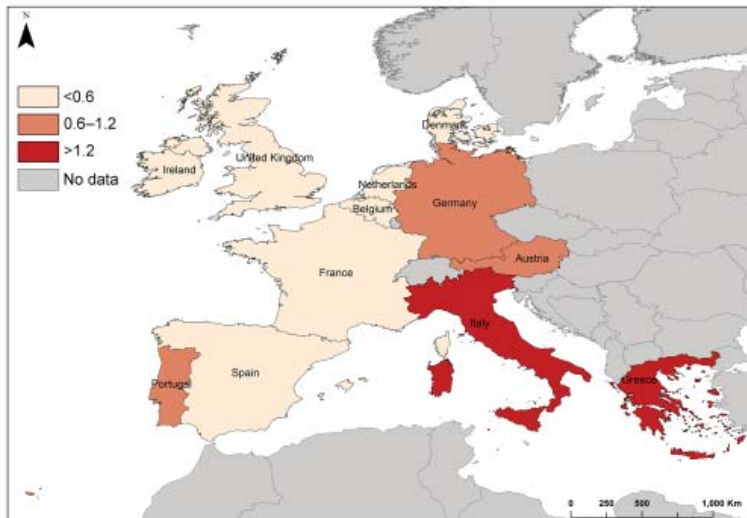 N
<0.6
0.6–1.2
>1.2
No data
Denmark
United Kingdom
Ireland
Netherlands
Belgium
Germany
Austria
France
Italy
Portugal
Spain
Greece
0 250 500 1,000 Km